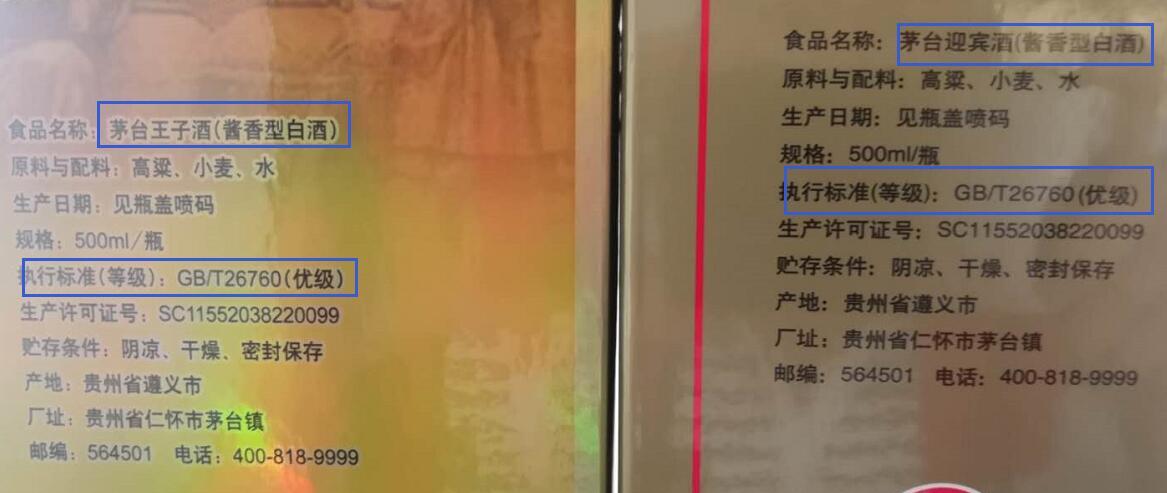 食品名称：茅台王子酒(酱香型白酒)
原料与配料：高粱、小麦、水
生产日期：见瓶盖喷码
规格：500ml/瓶
执行标准(等级)：GB/T26760(优级)
生产许可证号：SC11552038220099
贮存条件：阴凉、干燥、密封保存
产地：贵州省遵义市
厂址：贵州省仁怀市茅台镇
邮编：564501 电话：400-818-9999
食品名称：茅台迎宾酒(酱香型白酒)
原料与配料：高粱、小麦、水
生产日期：见瓶盖喷码
规格：500ml/瓶
执行标准(等级)：GB/T26760(优级)
生产许可证号：SC11552038220099
贮存条件：阴凉、干燥、密封保存
产地：贵州省遵义市
厂址：贵州省仁怀市茅台镇
邮编：564501 电话：400-818-9999